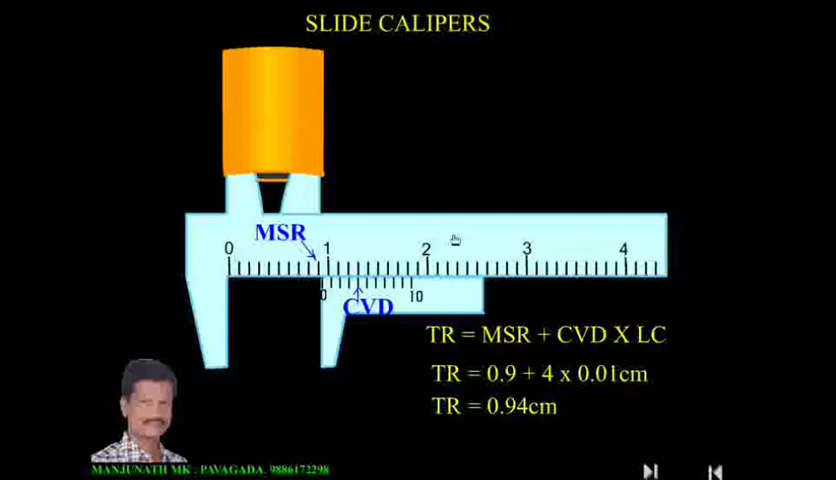 SLIDE CALIPERS
MSR
0 1 2 3 4
0 10
CVD
TR = MSR + CVD X LC
TR = 0.9 + 4 x 0.01cm
TR = 0.94cm
MANJUNATH MK . PAVAGADA. 9886172298